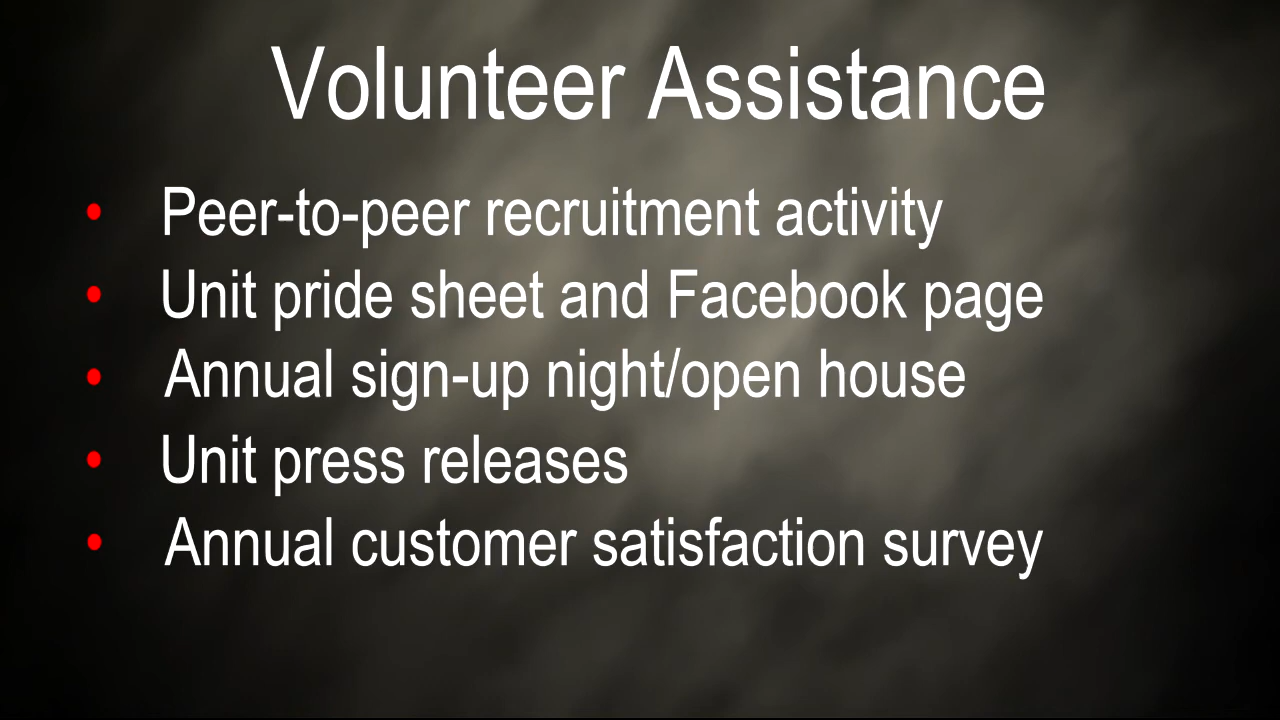 Volunteer Assistance
• Peer-to-peer recruitment activity
• Unit pride sheet and Facebook page
• Annual sign-up night/open house
• Unit press releases
• Annual customer satisfaction survey